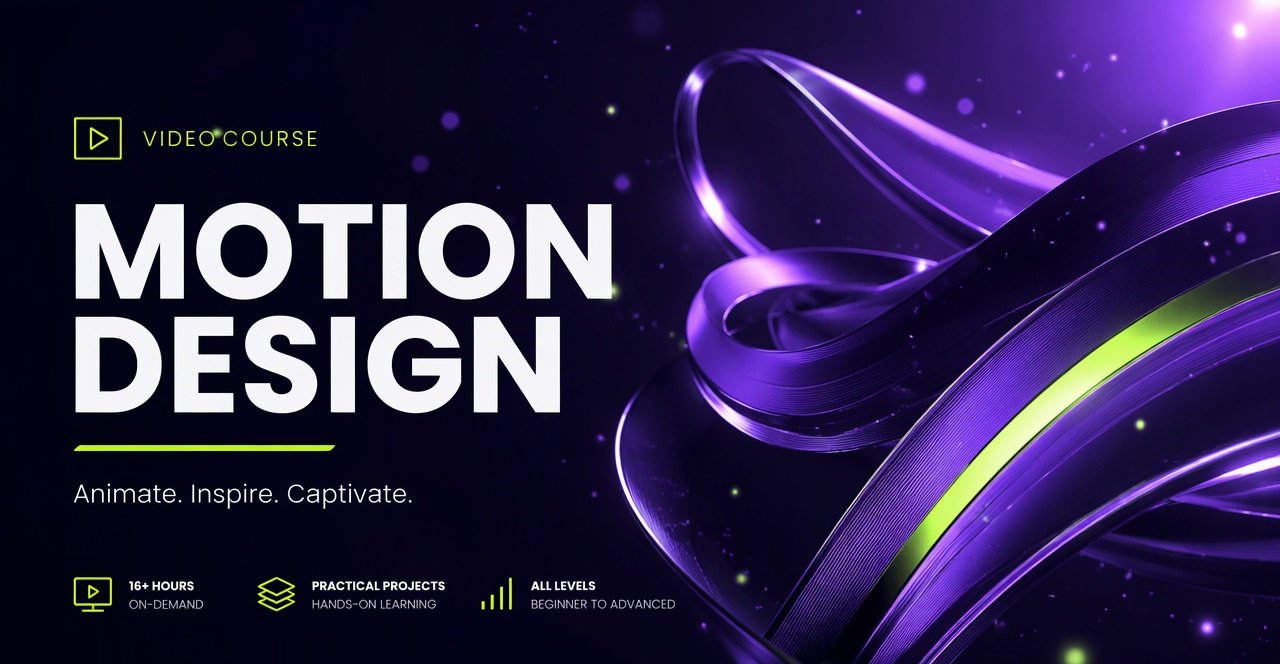 VIDEO COURSE
MOTION
DESIGN
Animate. Inspire. Captivate.
16+ HOURS
ON-DEMAND
PRACTICAL PROJECTS
HANDS-ON LEARNING
ALL LEVELS
BEGINNER TO ADVANCED